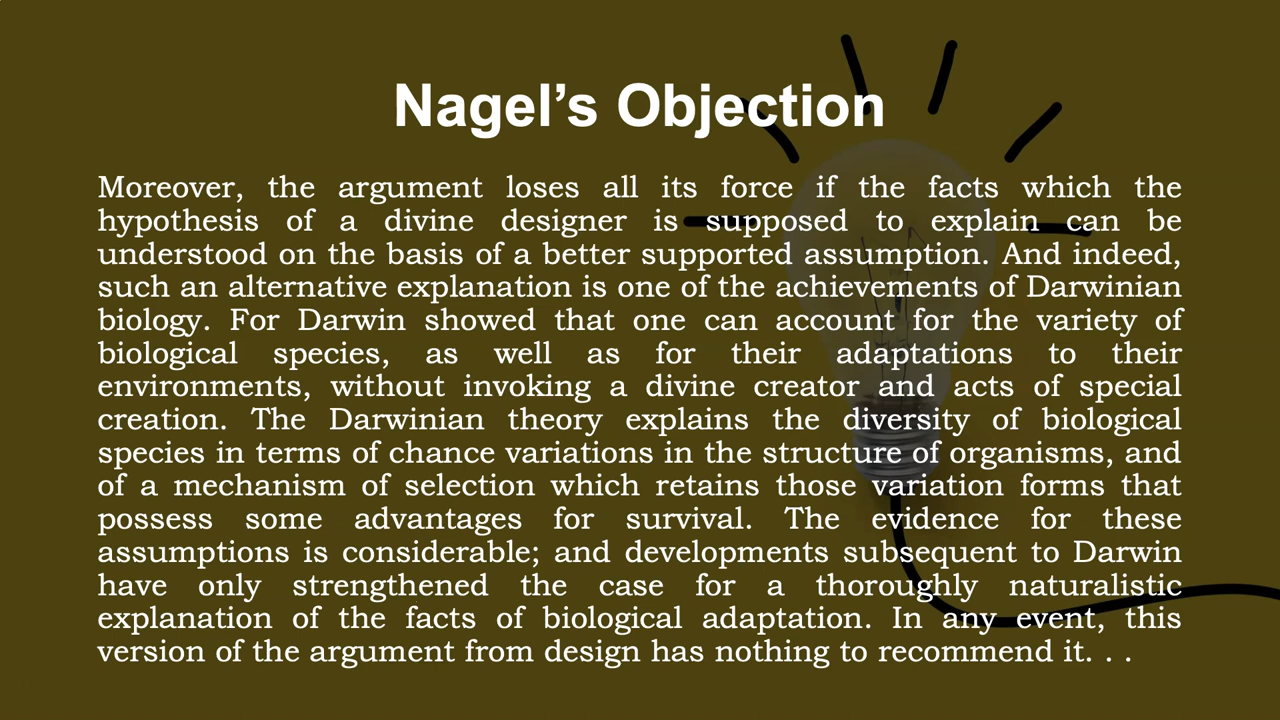 Nagel’s Objection
Moreover, the argument loses all its force if the facts which the
hypothesis of a divine designer is supposed to explain can be
understood on the basis of a better supported assumption. And indeed,
such an alternative explanation is one of the achievements of Darwinian
biology. For Darwin showed that one can account for the variety of
biological species, as well as for their adaptations to their
environments, without invoking a divine creator and acts of special
creation. The Darwinian theory explains the diversity of biological
species in terms of chance variations in the structure of organisms, and
of a mechanism of selection which retains those variation forms that
possess some advantages for survival. The evidence for these
assumptions is considerable; and developments subsequent to Darwin
have only strengthened the case for a thoroughly naturalistic
explanation of the facts of biological adaptation. In any event, this
version of the argument from design has nothing to recommend it. . .